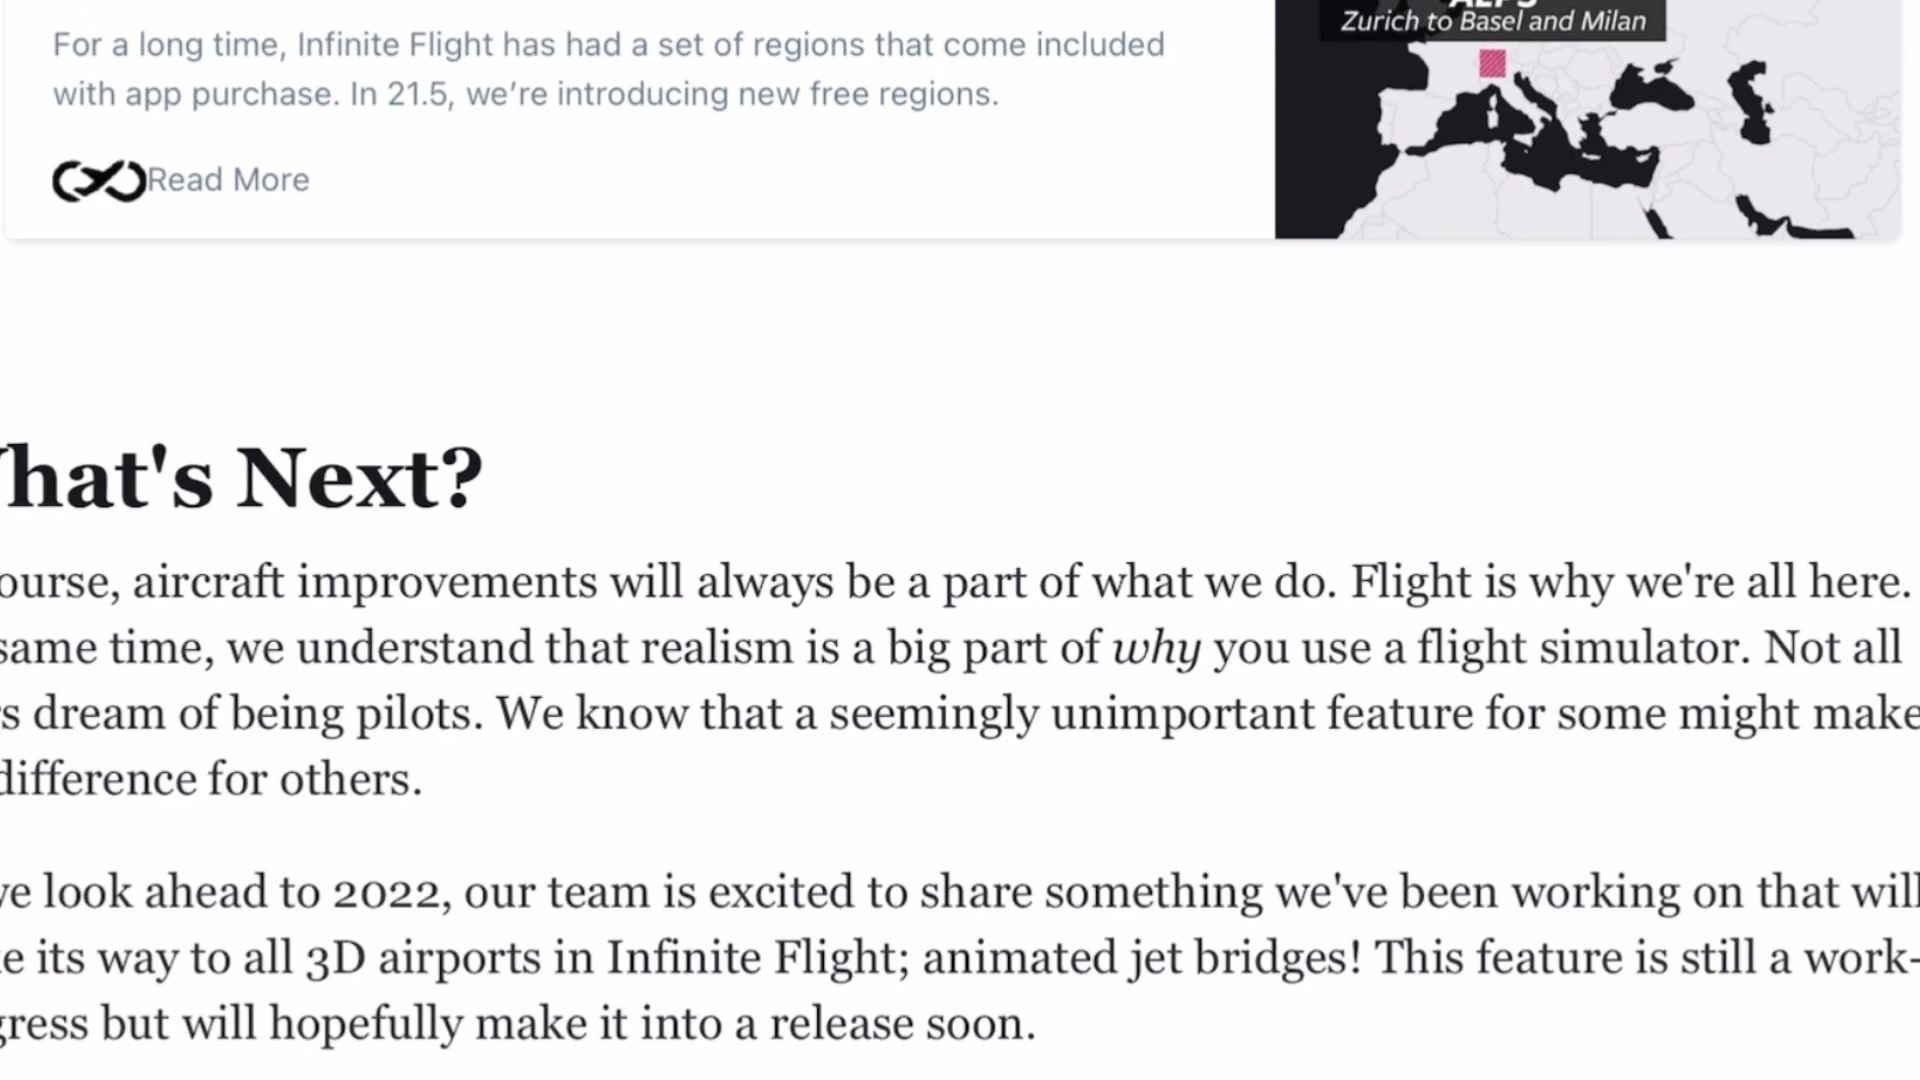 For a long time, Infinite Flight has had a set of regions that come included
with app purchase. In 21.5, we’re introducing new free regions.
Read More
ALPS
Zurich to Basel and Milan
hat's Next?
ourse, aircraft improvements will always be a part of what we do. Flight is why we're all here.
same time, we understand that realism is a big part of why you use a flight simulator. Not all
s dream of being pilots. We know that a seemingly unimportant feature for some might make
difference for others.
ve look ahead to 2022, our team is excited to share something we've been working on that will
e its way to all 3D airports in Infinite Flight; animated jet bridges! This feature is still a work-
gress but will hopefully make it into a release soon.